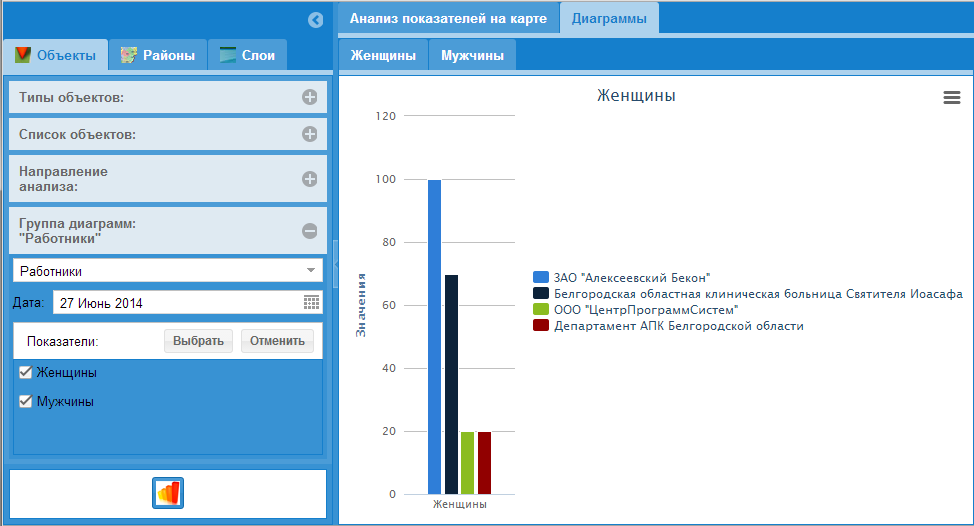 Анализ показателей на карте
Диаграммы
Объекты
Районы
Слои
Женщины
Мужчины
Типы объектов:
Список объектов:
Направление
анализа:
Группа диаграмм:
"Работники"
Работники
Дата:
27 Июнь 2014
Показатели:
Выбрать
Отменить
Женщины
Мужчины
Женщины
Значения
120
100
80
60
40
20
0
Женщины
ЗАО "Алексеевский Бекон"
Белгородская областная клиническая больница Святителя Иоасафа
ООО "ЦентрПрограммСистем"
Департамент АПК Белгородской области